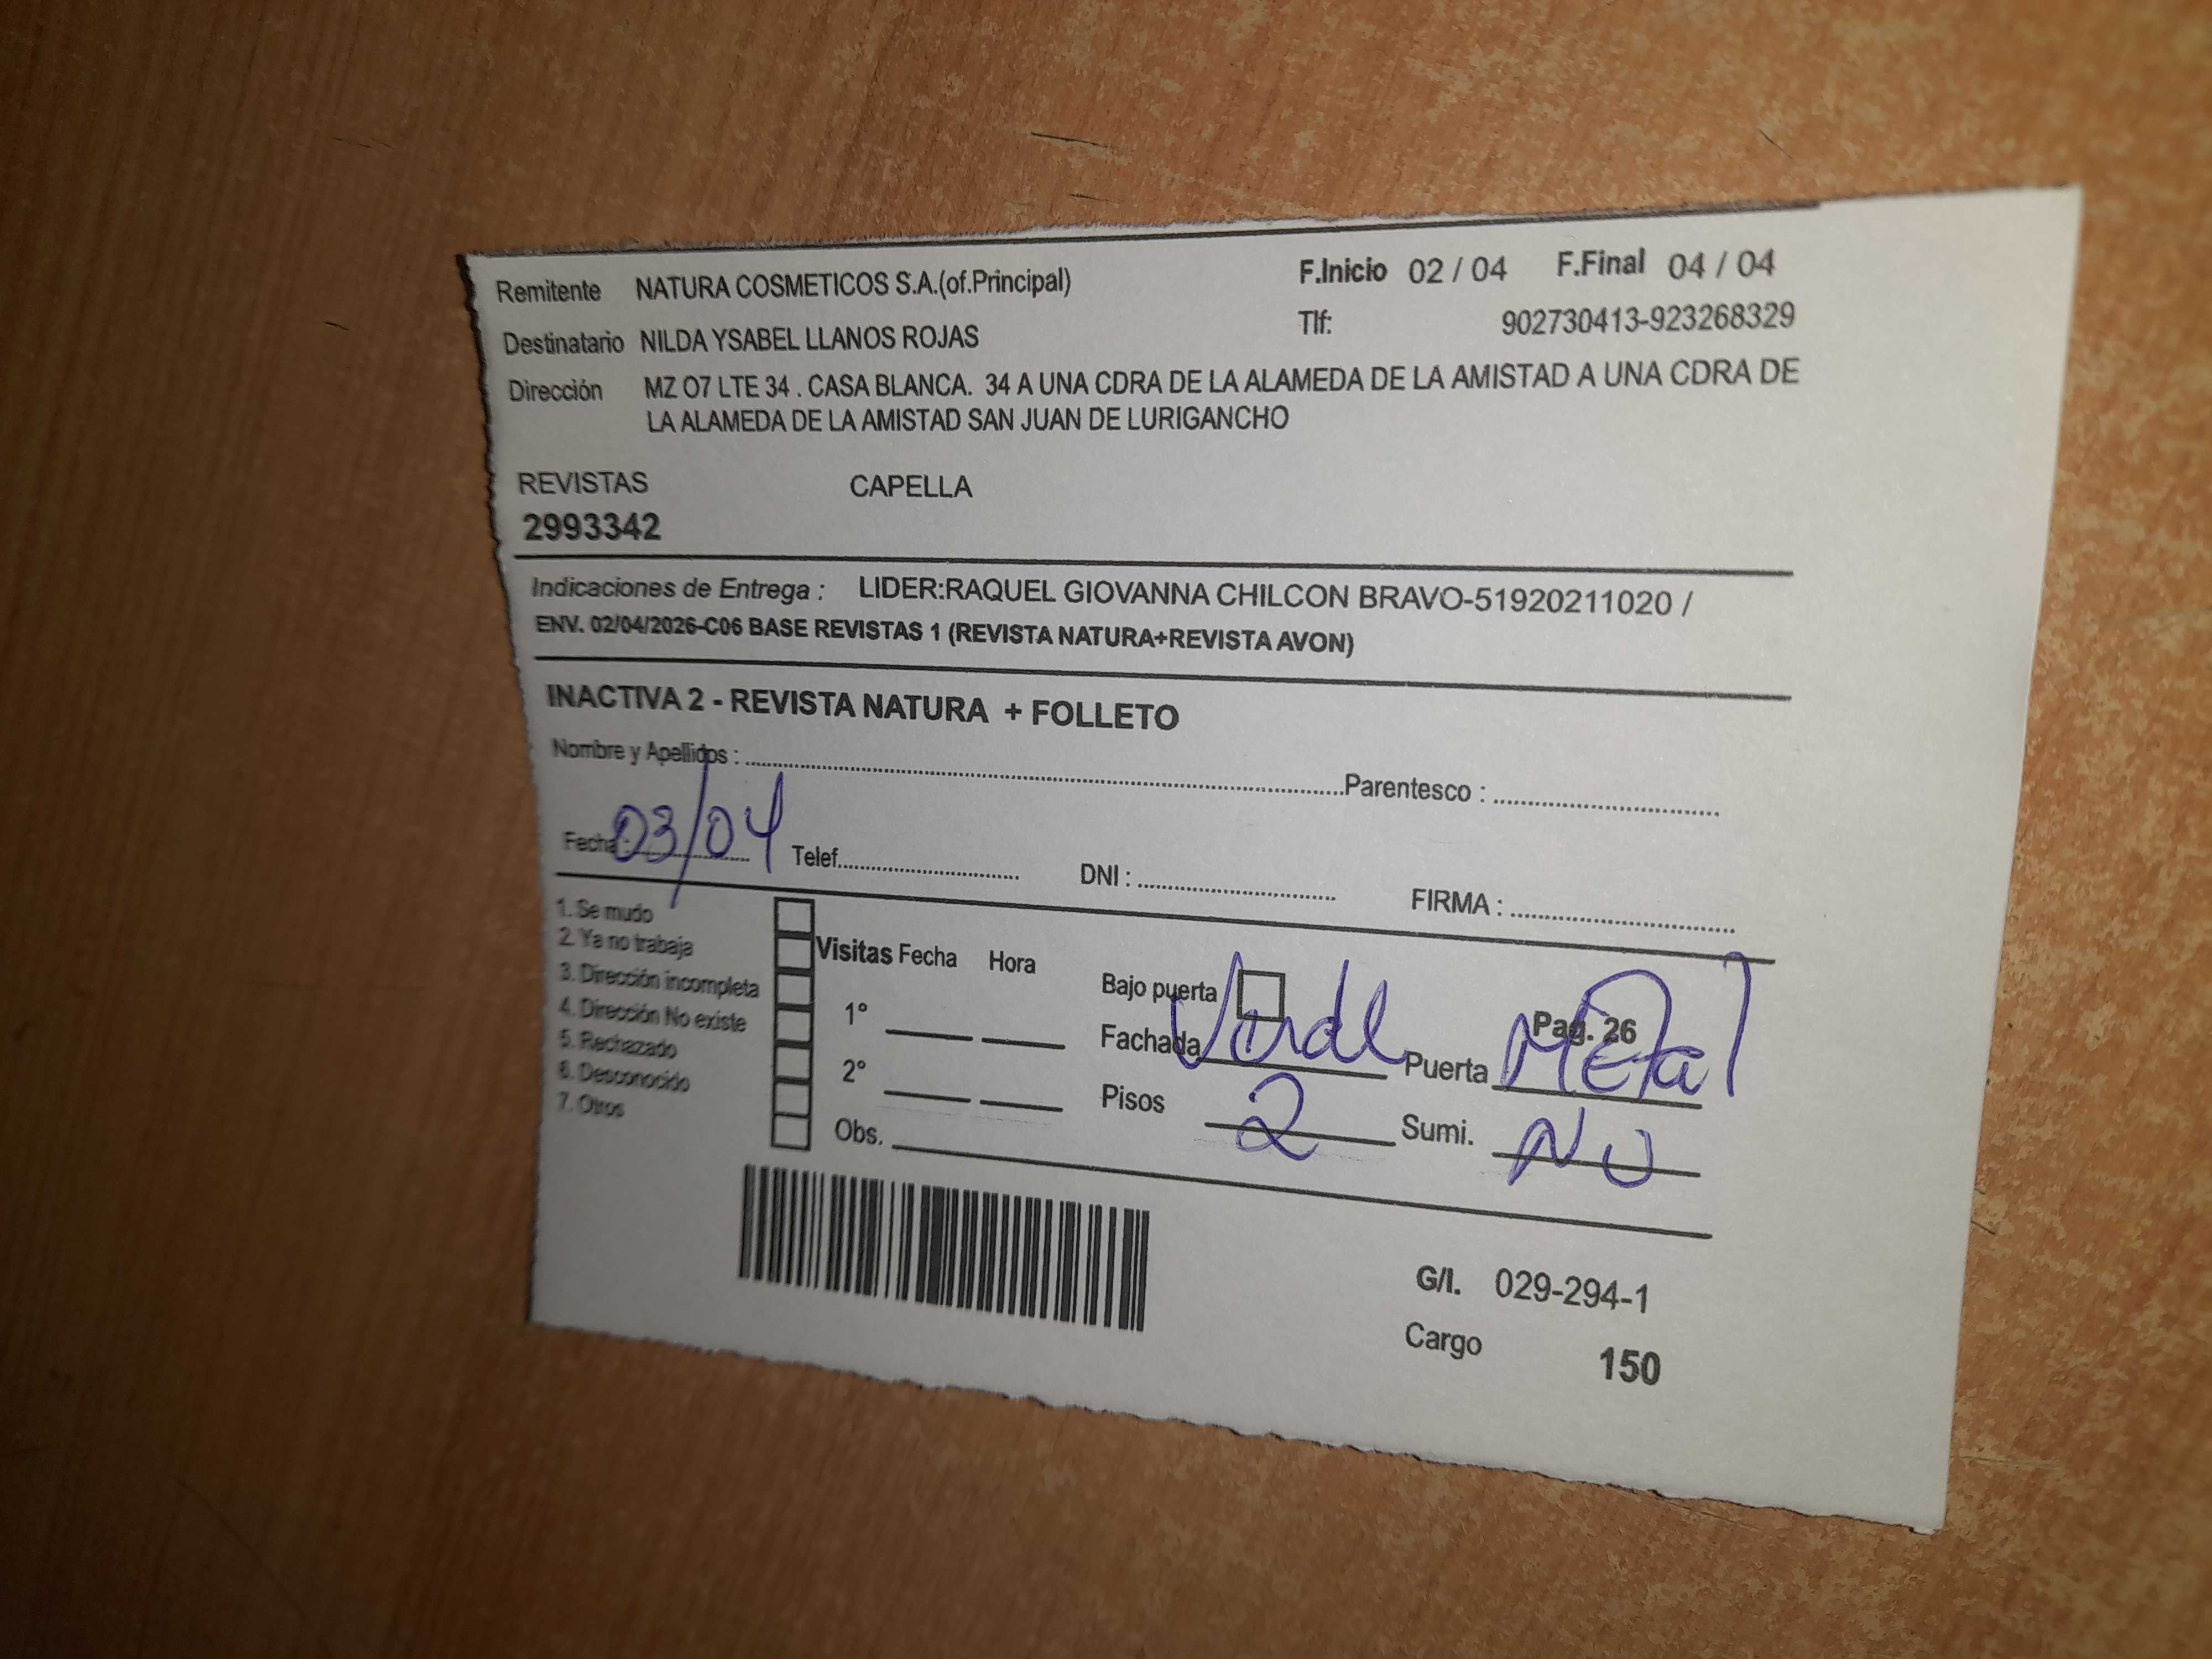 Remitente NATURA COSMETICOS S.A.(of.Principal) F.Inicio 02 / 04 F.Final 04 / 04
Destinatario NILDA YSABEL LLANOS ROJAS Tlf: 902730413-923268329
Dirección MZ O7 LTE 34 . CASA BLANCA. 34 A UNA CDRA DE LA ALAMEDA DE LA AMISTAD A UNA CDRA DE
LA ALAMEDA DE LA AMISTAD SAN JUAN DE LURIGANCHO
REVISTAS CAPELLA
2993342
Indicaciones de Entrega : LIDER:RAQUEL GIOVANNA CHILCON BRAVO-51920211020 /
ENV. 02/04/2026-C06 BASE REVISTAS 1 (REVISTA NATURA+REVISTA AVON)
INACTIVA 2 - REVISTA NATURA + FOLLETO
Nombre y Apellidos : Parentesco :
Fecha : 03/04 Telef. DNI : FIRMA :
1. Se mudo
2. Ya no trabaja
3. Dirección incompleta
4. Dirección No existe
5. Rechazado
6. Desconocido
7. Otros
Visitas Fecha Hora
1°
2°
Obs.
Bajo puerta Pag. 26
Fachada Verde Puerta Metal
Pisos 2 Sumi. NO
G/I. 029-294-1
Cargo 150